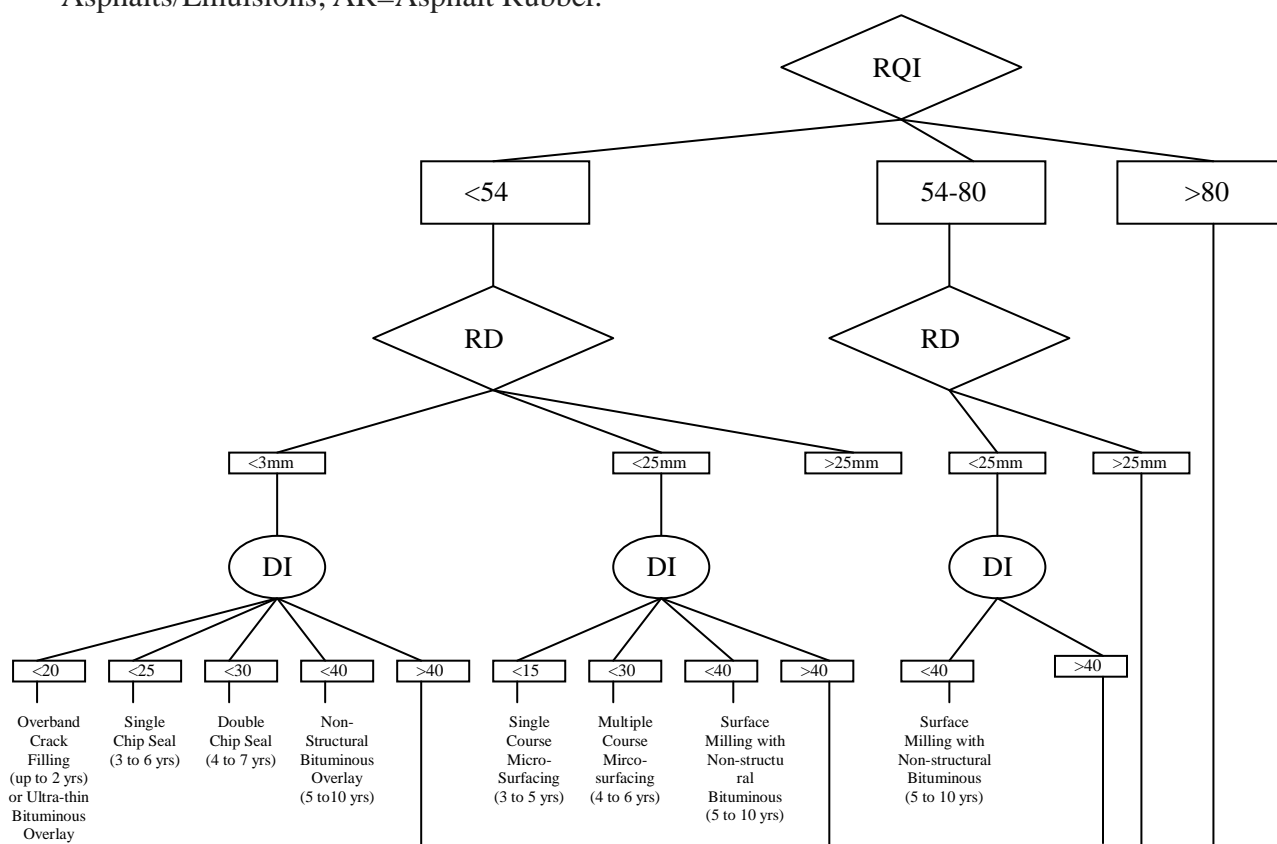 Asphalts/Emulsions; AR=Asphalt Rubber.
RQI
<54
54-80
>80
RD
RD
<3mm
<25mm
>25mm
<25mm
>25mm
DI
DI
DI
<20
<25
<30
<40
>40
<15
<30
<40
>40
<40
>40
Overband
Crack
Filling
(up to 2 yrs)
or Ultra-thin
Bituminous
Overlay
Single
Chip Seal
(3 to 6 yrs)
Double
Chip Seal
(4 to 7 yrs)
Non-
Structural
Bituminous
Overlay
(5 to10 yrs)
Single
Course
Micro-
Surfacing
(3 to 5 yrs)
Multiple
Course
Mirco-
surfacing
(4 to 6 yrs)
Surface
Milling with
Non-structu
ral
Bituminous
(5 to 10 yrs)
Surface
Milling with
Non-structural
Bituminous
(5 to 10 yrs)